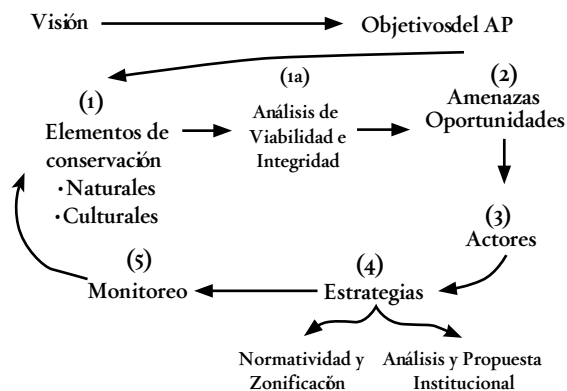 Visión
Objetivosdel AP
(1)
Elementos de
conservación
·Naturales
·Culturales
(1a)
Análisis de
Viabilidad e
Integridad
(2)
Amenazas
Oportunidades
(3)
Actores
(4)
Estrategias
(5)
Monitoreo
Normatividad y
Zonificación
Análisis y Propuesta
Institucional